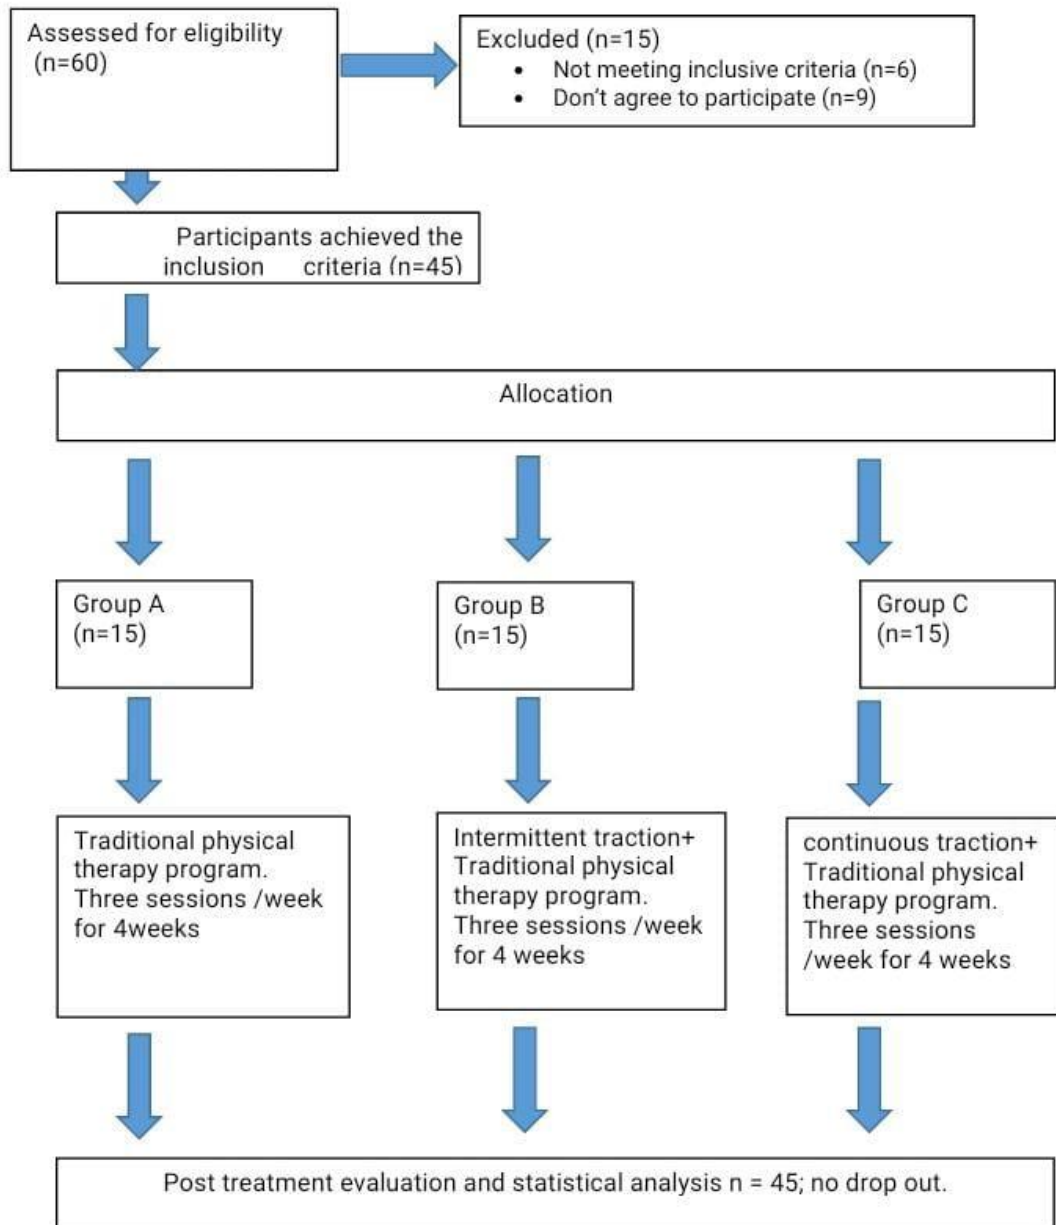 Assessed for eligibility
(n=60)
Excluded (n=15)
• Not meeting inclusive criteria (n=6)
• Don't agree to participate (n=9)
Participants achieved the
inclusion criteria (n=45)
Allocation
Group A
(n=15)
Group B
(n=15)
Group C
(n=15)
Traditional physical
therapy program.
Three sessions /week
for 4weeks
Intermittent traction+
Traditional physical
therapy program.
Three sessions /week
for 4 weeks
continuous traction+
Traditional physical
therapy program.
Three sessions
/week for 4 weeks
Post treatment evaluation and statistical analysis n = 45; no drop out.